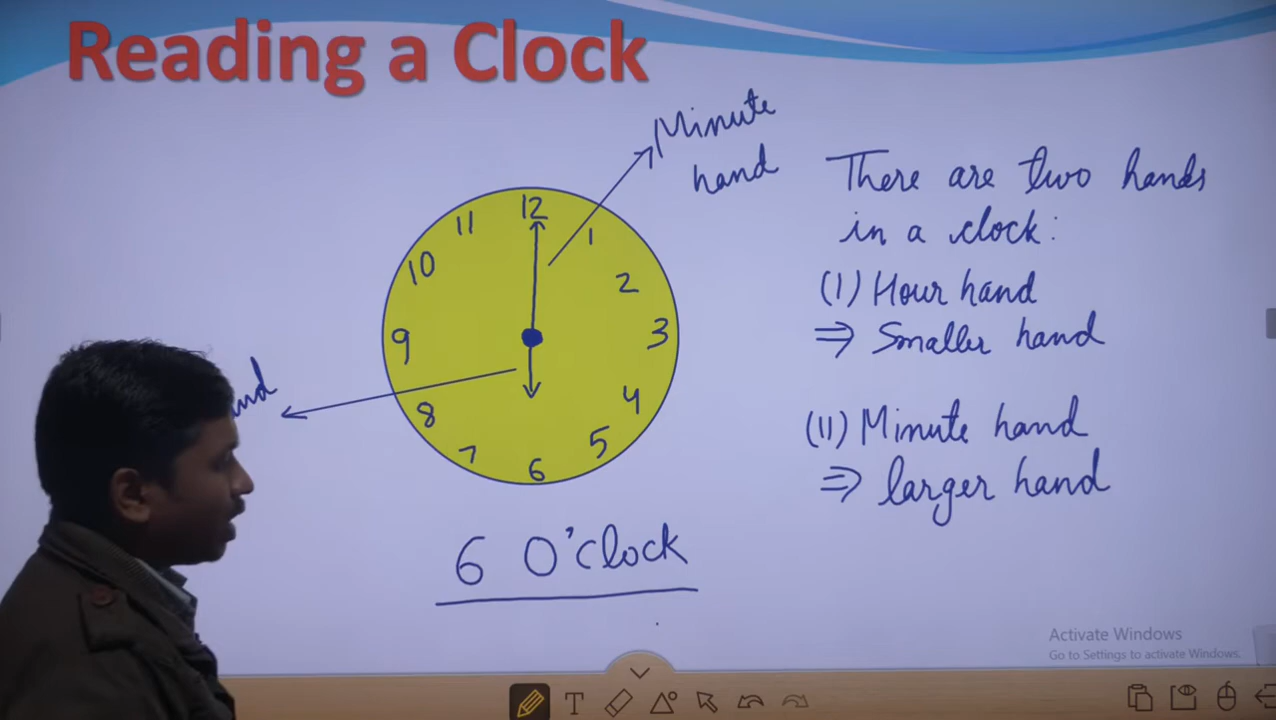 Reading a Clock
Minute
hand
There are two hands
in a clock:
(I) Hour hand
⇒ Smaller hand
(II) Minute hand
⇒ larger hand
12
11
1
10
2
9
3
8
4
7
5
6
6 O'clock
Activate Windows
Go to Settings to activate Windows.
T